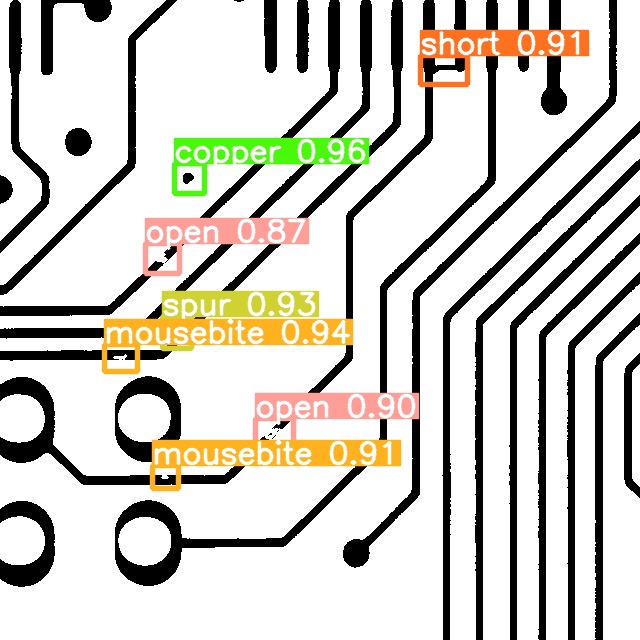 short 0.91
copper 0.96
open 0.87
spur 0.93
mousebite 0.94
open 0.90
mousebite 0.91